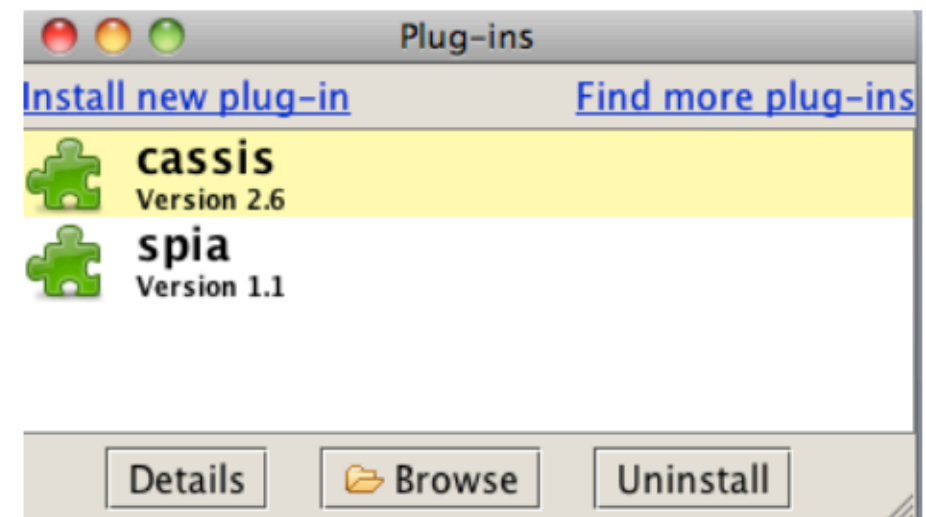 Plug-ins
Install new plug-in Find more plug-ins
cassis
Version 2.6
spia
Version 1.1
Details Browse Uninstall